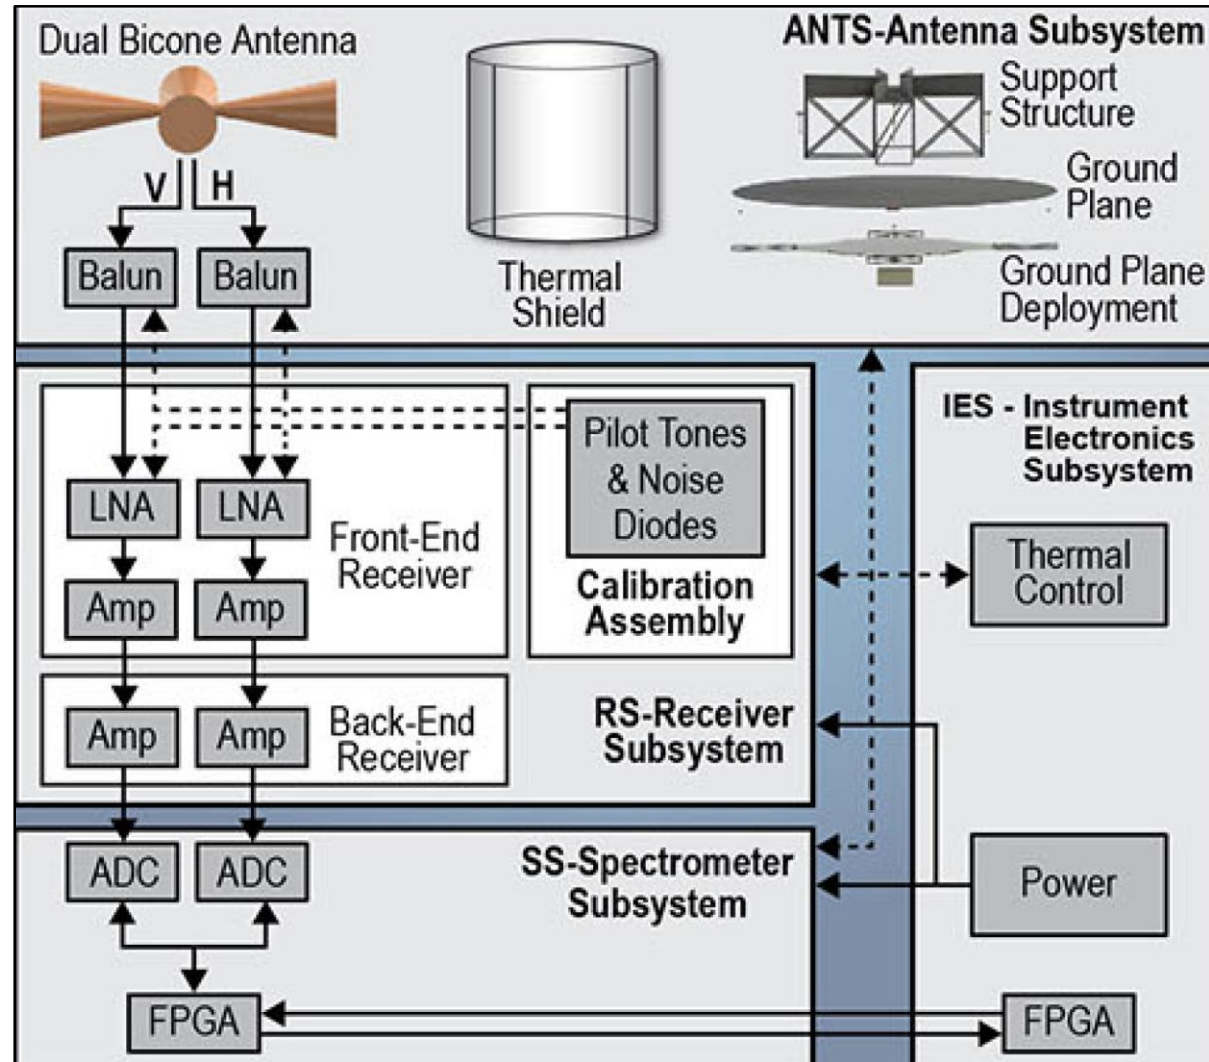 Dual Bicone Antenna
ANTS-Antenna Subsystem
Support
Structure
Ground
Plane
Ground Plane
Deployment
Thermal
Shield
V
H
Balun
Balun
LNA
LNA
Front-End
Receiver
Amp
Amp
Pilot Tones
& Noise
Diodes
Calibration
Assembly
Amp
Amp
Back-End
Receiver
RS-Receiver
Subsystem
IES - Instrument
Electronics
Subsystem
Thermal
Control
ADC
ADC
SS-Spectrometer
Subsystem
Power
FPGA
FPGA